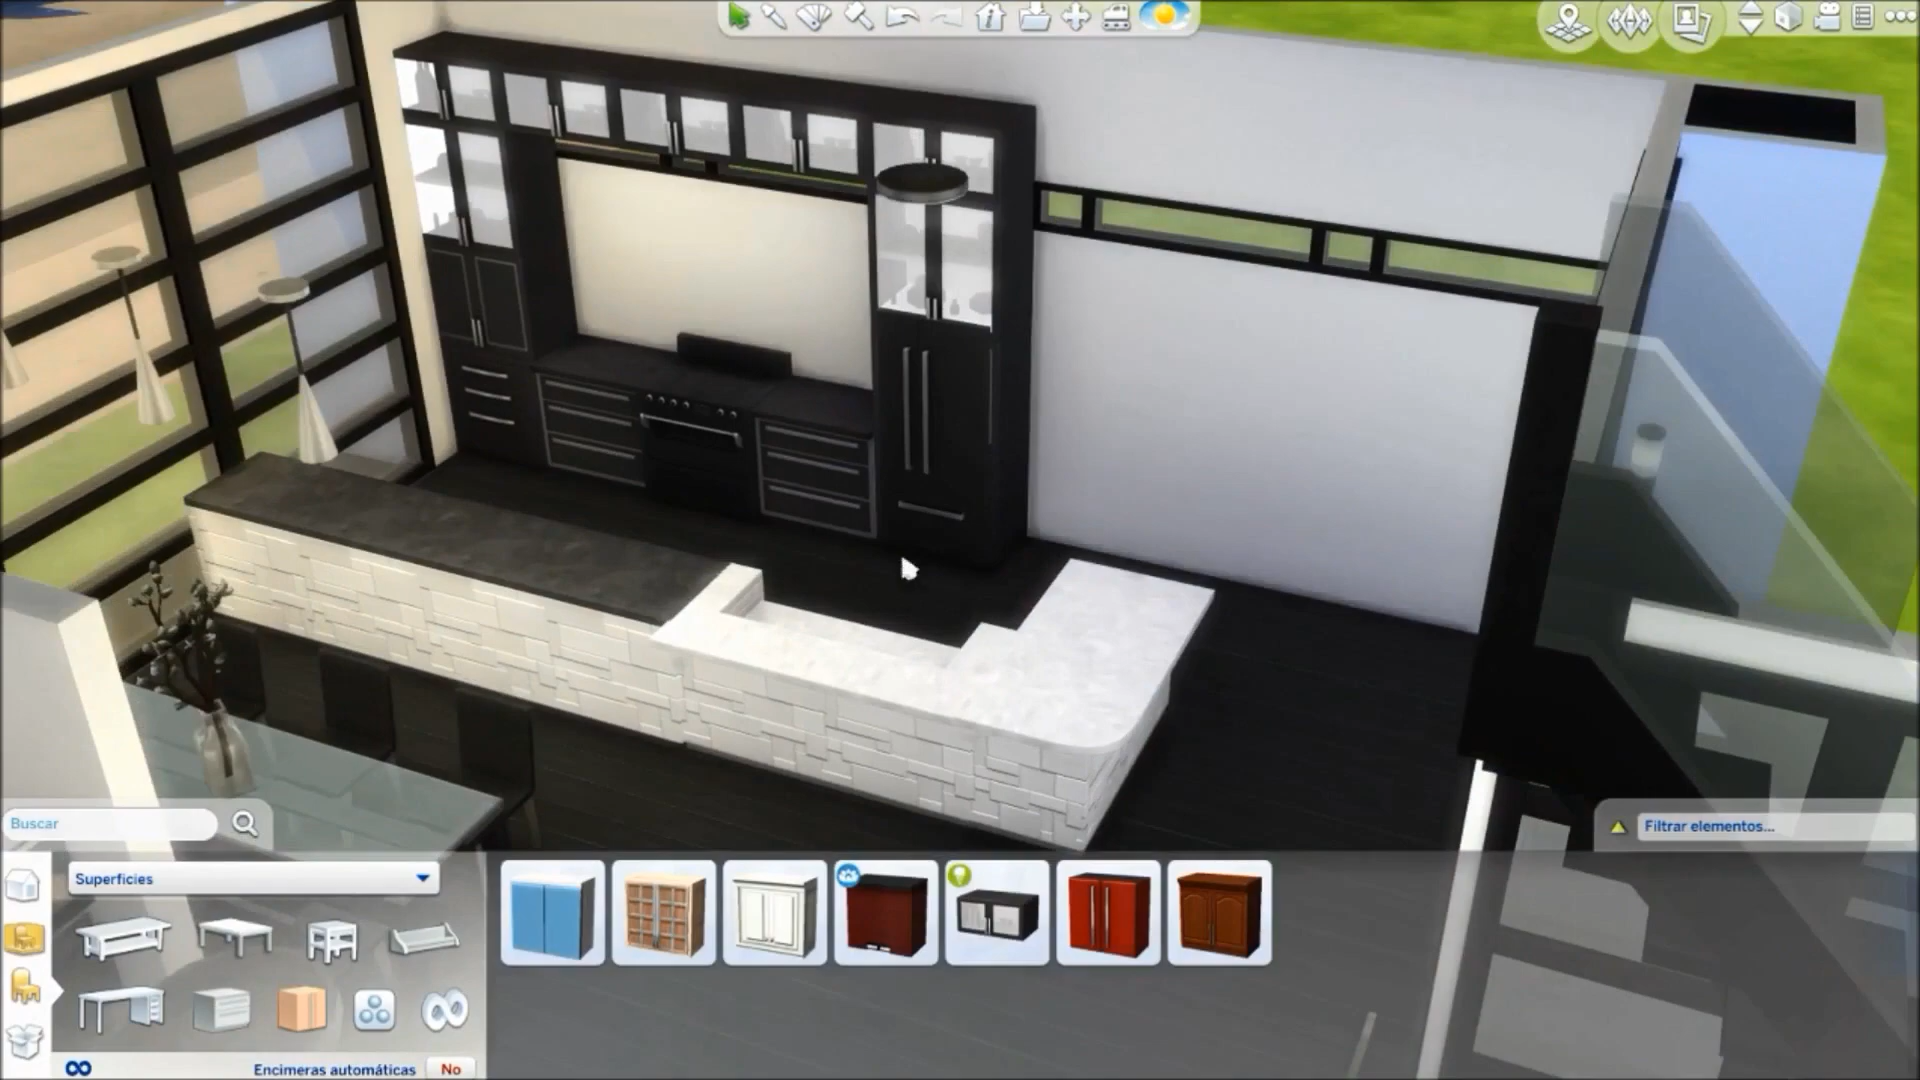 Buscar
Filtrar elementos...
Superficies
Encimeras automáticas
No